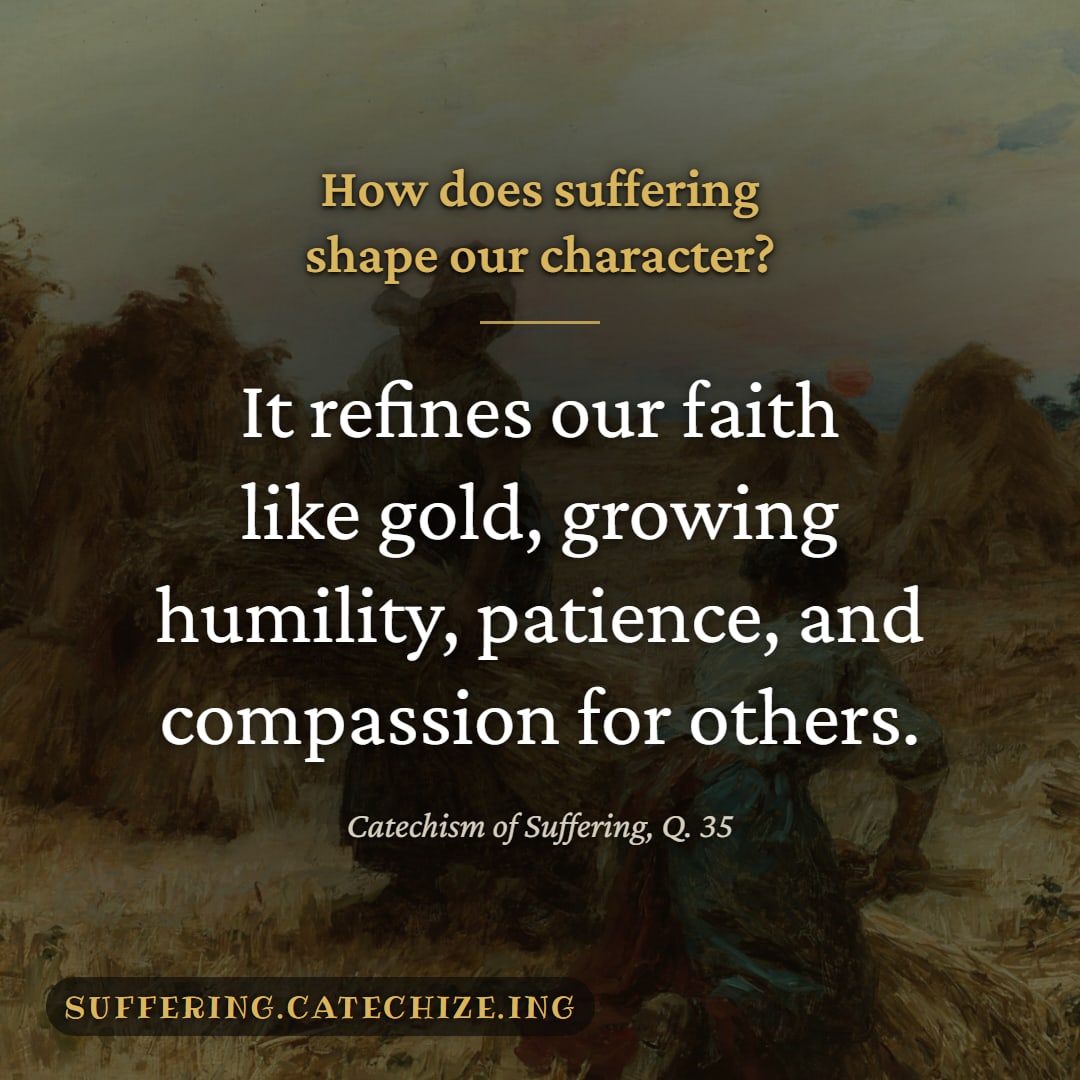 How does suffering
shape our character?
It refines our faith
like gold, growing
humility, patience, and
compassion for others.
Catechism of Suffering, Q. 35
SUFFERING.CATECHIZE.ING